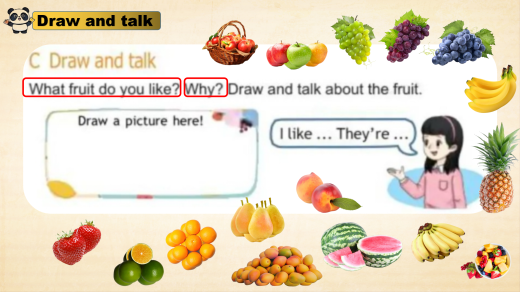 Draw and talk
C Draw and talk
What fruit do you like? Why? Draw and talk about the fruit.
Draw a picture here!
I like ... They're ...